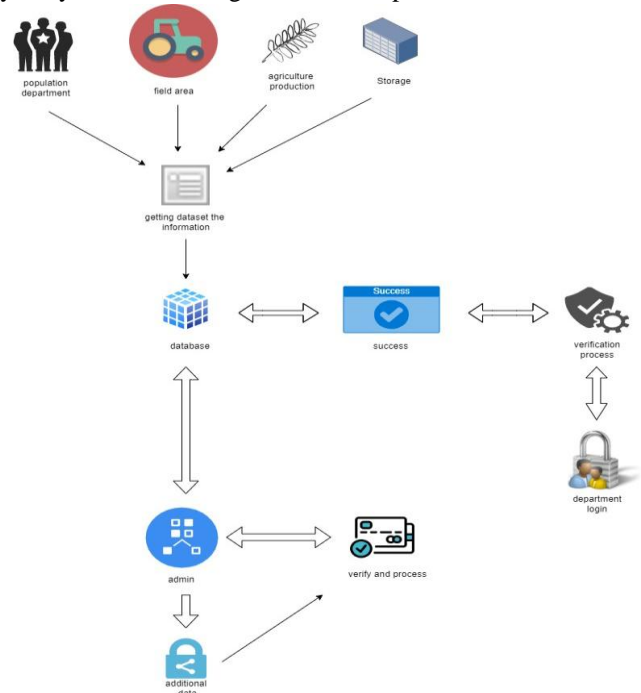 population
department
field area
agriculture
production
Storage
getting dataset the
information
Success
database
success
verification
process
department
login
admin
verify and process
additional